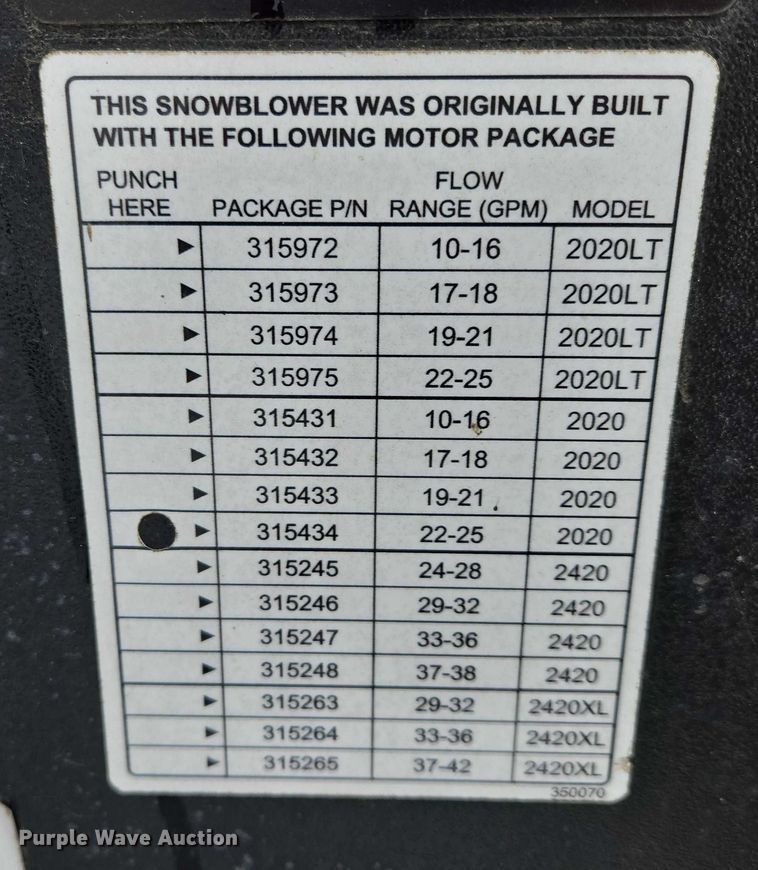 THIS SNOWBLOWER WAS ORIGINALLY BUILT
WITH THE FOLLOWING MOTOR PACKAGE
PUNCH FLOW
HERE PACKAGE P/N RANGE (GPM) MODEL
► 315972 10-16 2020LT
► 315973 17-18 2020LT
► 315974 19-21 2020LT
► 315975 22-25 2020LT
► 315431 10-16 2020
► 315432 17-18 2020
► 315433 19-21 2020
► 315434 22-25 2020
► 315245 24-28 2420
► 315246 29-32 2420
► 315247 33-36 2420
► 315248 37-38 2420
► 315263 29-32 2420XL
► 315264 33-36 2420XL
► 315265 37-42 2420XL
350070
Purple Wave Auction